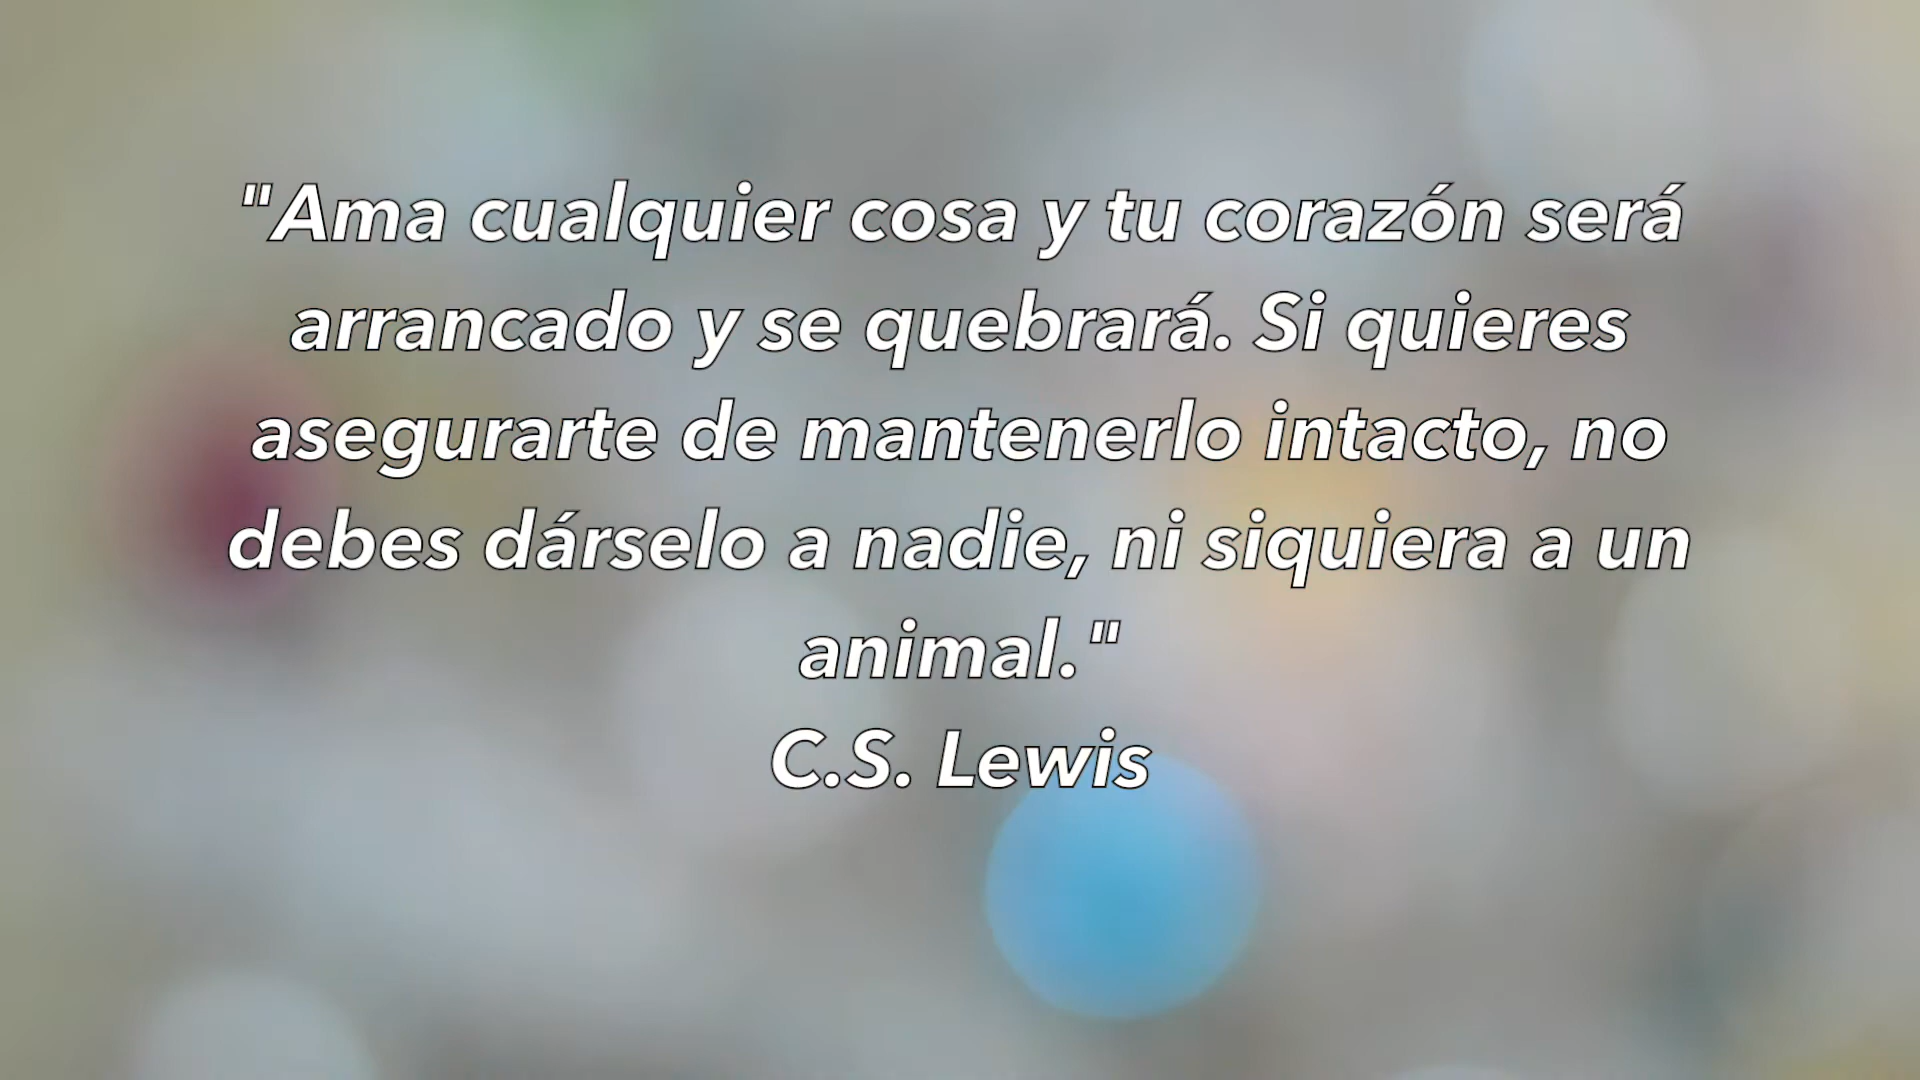 "Ama cualquier cosa y tu corazón será
arrancado y se quebrará. Si quieres
asegurarte de mantenerlo intacto, no
debes dárselo a nadie, ni siquiera a un
animal."
C.S. Lewis